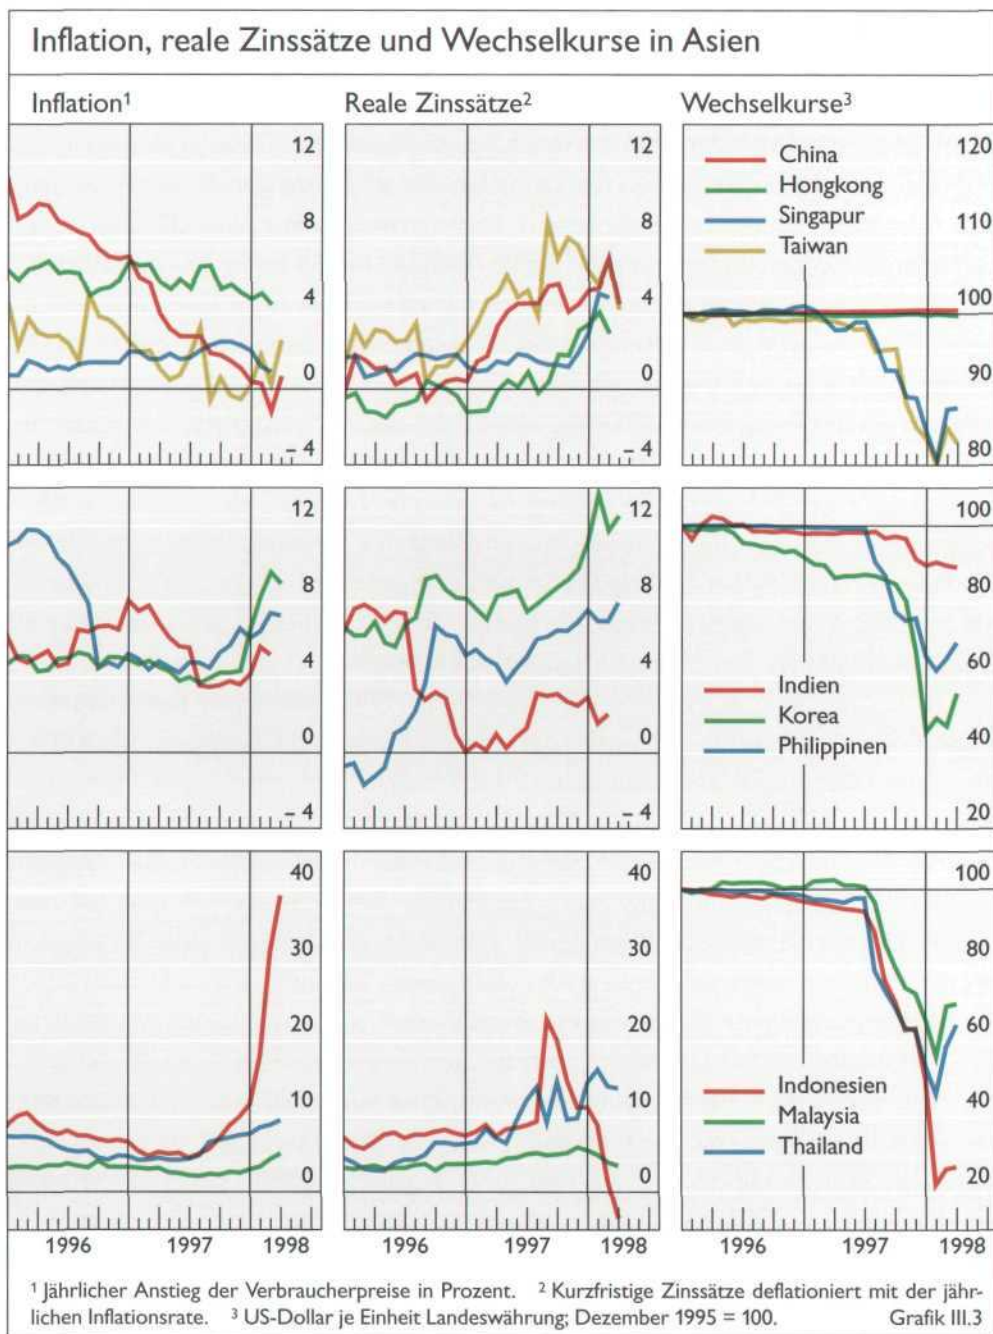 Inflation, reale Zinssätze und Wechselkurse in Asien
Inflation¹
Reale Zinssätze²
Wechselkurse³
12
8
4
0
– 4
12
8
4
0
– 4
China
Hongkong
Singapur
Taiwan
120
110
100
90
80
12
8
4
0
– 4
12
8
4
0
– 4
Indien
Korea
Philippinen
100
80
60
40
20
40
30
20
10
0
40
30
20
10
0
Indonesien
Malaysia
Thailand
100
80
60
40
20
1996 1997 1998
1996 1997 1998
1996 1997 1998
¹ Jährlicher Anstieg der Verbraucherpreise in Prozent. ² Kurzfristige Zinssätze deflationiert mit der jähr-
lichen Inflationsrate. ³ US-Dollar je Einheit Landeswährung; Dezember 1995 = 100. Grafik III.3